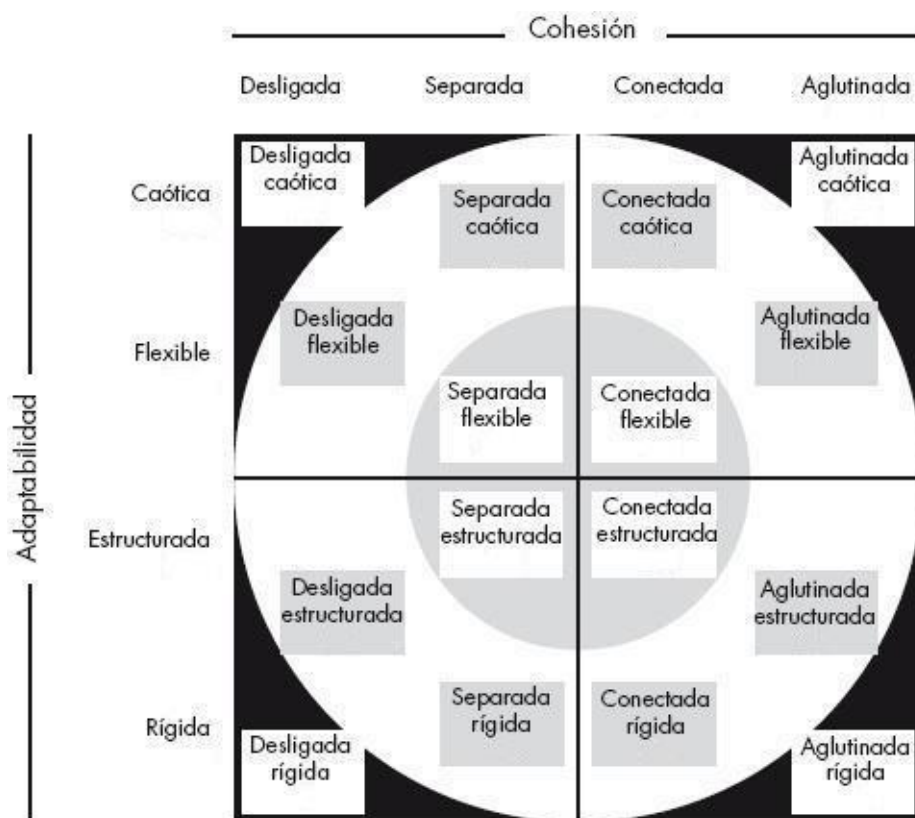 Cohesión
Desligada Separada Conectada Aglutinada
Adaptabilidad
Caótica
Desligada
caótica
Separada
caótica
Conectada
caótica
Aglutinada
caótica
Flexible
Desligada
flexible
Separada
flexible
Conectada
flexible
Aglutinada
flexible
Estructurada
Desligada
estructurada
Separada
estructurada
Conectada
estructurada
Aglutinada
estructurada
Rígida
Desligada
rígida
Separada
rígida
Conectada
rígida
Aglutinada
rígida